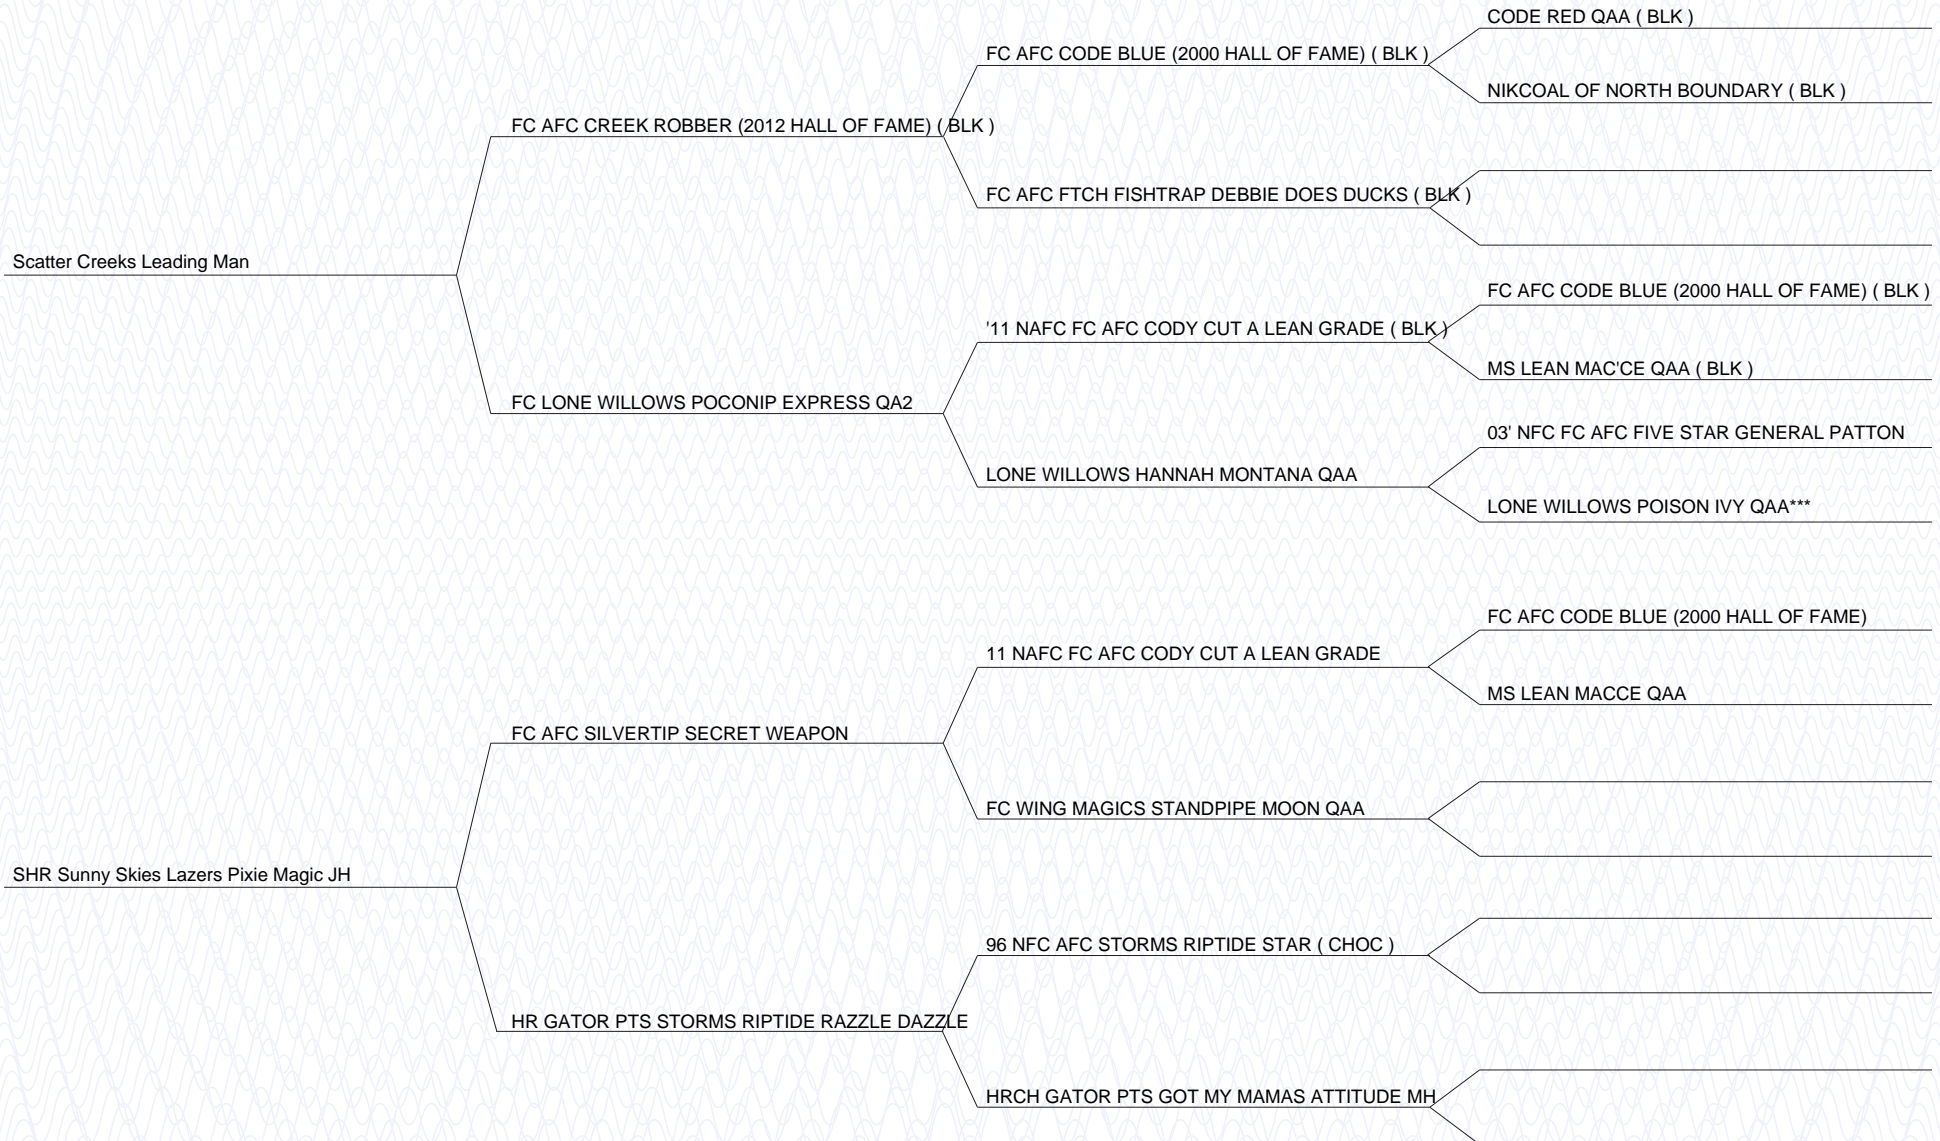 CODE RED QAA ( BLK )
FC AFC CODE BLUE (2000 HALL OF FAME) ( BLK )
NIKCOAL OF NORTH BOUNDARY ( BLK )
FC AFC CREEK ROBBER (2012 HALL OF FAME) ( BLK )
FC AFC FTCH FISHTRAP DEBBIE DOES DUCKS ( BLK )
Scatter Creeks Leading Man
FC AFC CODE BLUE (2000 HALL OF FAME) ( BLK )
'11 NAFC FC AFC CODY CUT A LEAN GRADE ( BLK )
MS LEAN MAC'CE QAA ( BLK )
FC LONE WILLOWS POCONIP EXPRESS QA2
03' NFC FC AFC FIVE STAR GENERAL PATTON
LONE WILLOWS HANNAH MONTANA QAA
LONE WILLOWS POISON IVY QAA***
FC AFC CODE BLUE (2000 HALL OF FAME)
11 NAFC FC AFC CODY CUT A LEAN GRADE
MS LEAN MACCE QAA
FC AFC SILVERTIP SECRET WEAPON
FC WING MAGICS STANDPIPE MOON QAA
SHR Sunny Skies Lazers Pixie Magic JH
96 NFC AFC STORMS RIPTIDE STAR ( CHOC )
HR GATOR PTS STORMS RIPTIDE RAZZLE DAZZLE
HRCH GATOR PTS GOT MY MAMAS ATTITUDE MH